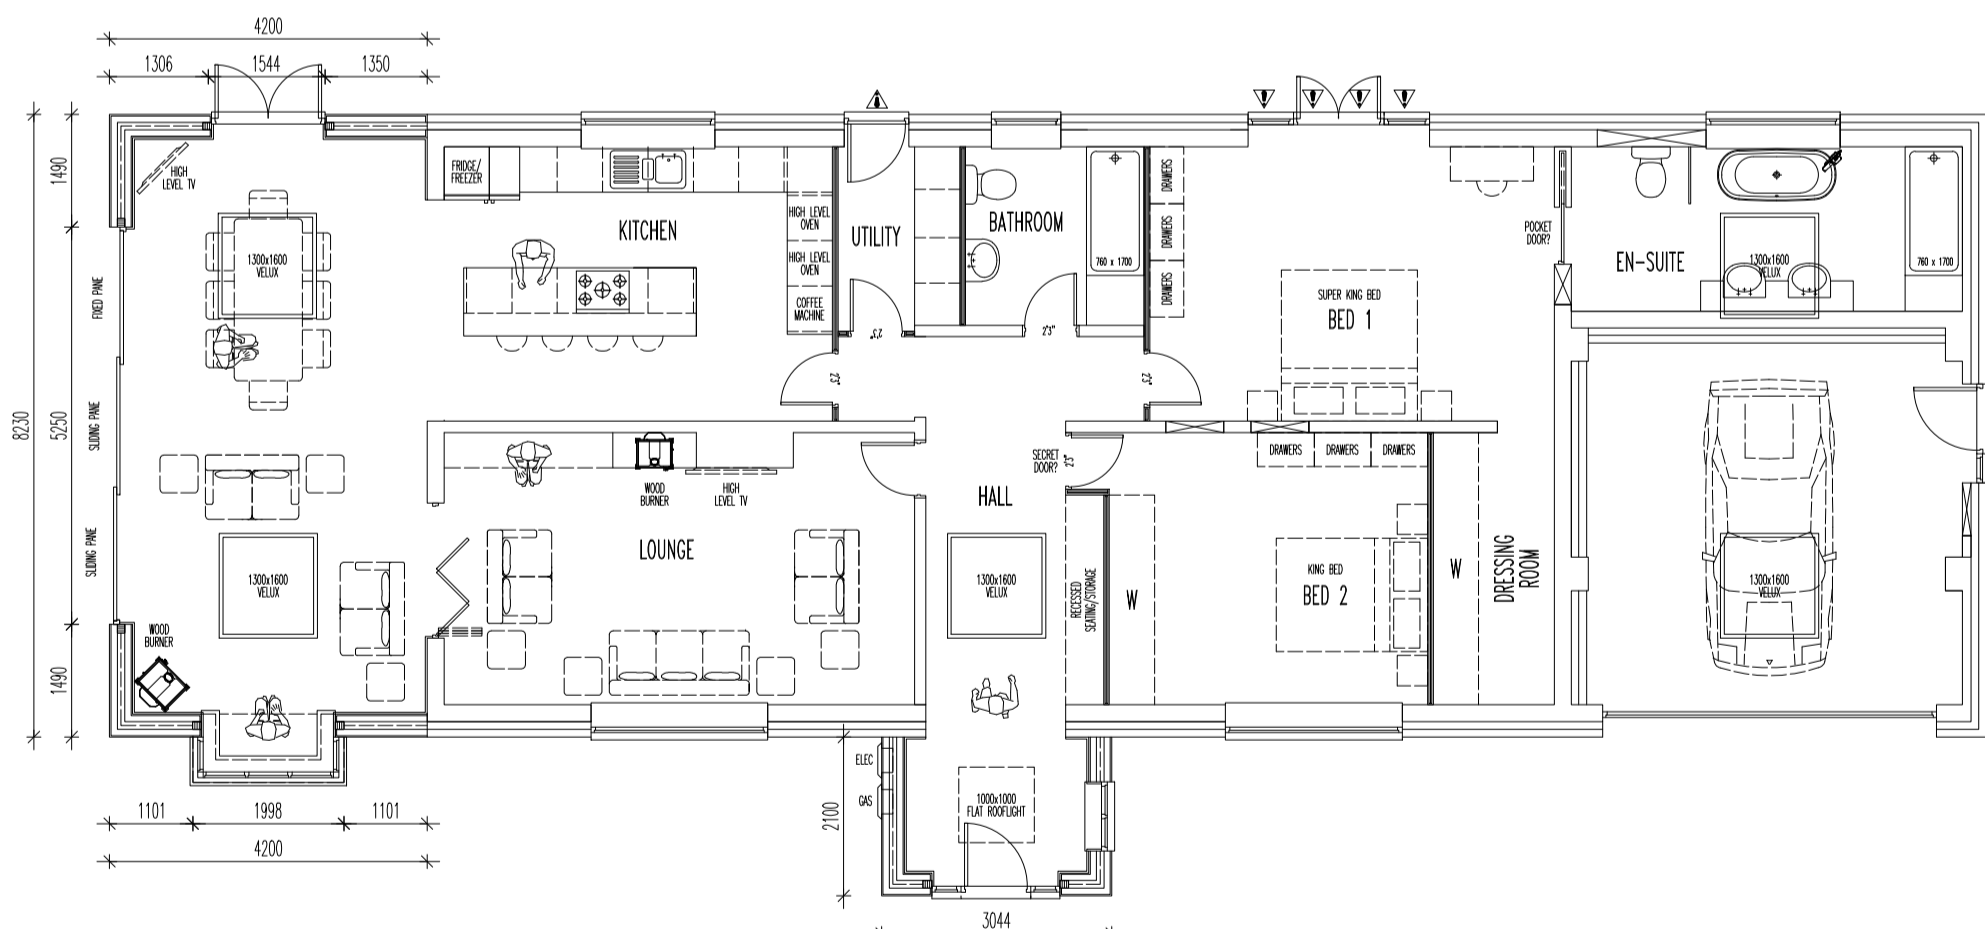 4200
1306
1544
1350
8230
1490
5250
1490
HIGH
LEVEL TV
1300x1600
VELUX
FIXED PANE
SLIDING PANE
SLIDING PANE
1300x1600
VELUX
WOOD
BURNER
1101
1998
1101
4200
FRIDGE/
FREEZER
KITCHEN
HIGH LEVEL
OVEN
HIGH LEVEL
OVEN
COFFEE
MACHINE
UTILITY
2'3"
BATHROOM
760 x 1700
2'3"
2'3"
2'3"
WOOD
BURNER
HIGH
LEVEL TV
LOUNGE
HALL
SECRET
DOOR?
2'3"
1300x1600
VELUX
RECESSED
SEATING/STORAGE
ELEC
GAS
2100
1000x1000
FLAT ROOFLIGHT
3044
DRAWERS
DRAWERS
DRAWERS
SUPER KING BED
BED 1
POCKET
DOOR?
EN-SUITE
1300x1600
VELUX
760 x 1700
DRAWERS
DRAWERS
DRAWERS
W
KING BED
BED 2
W
DRESSING
ROOM
1300x1600
VELUX